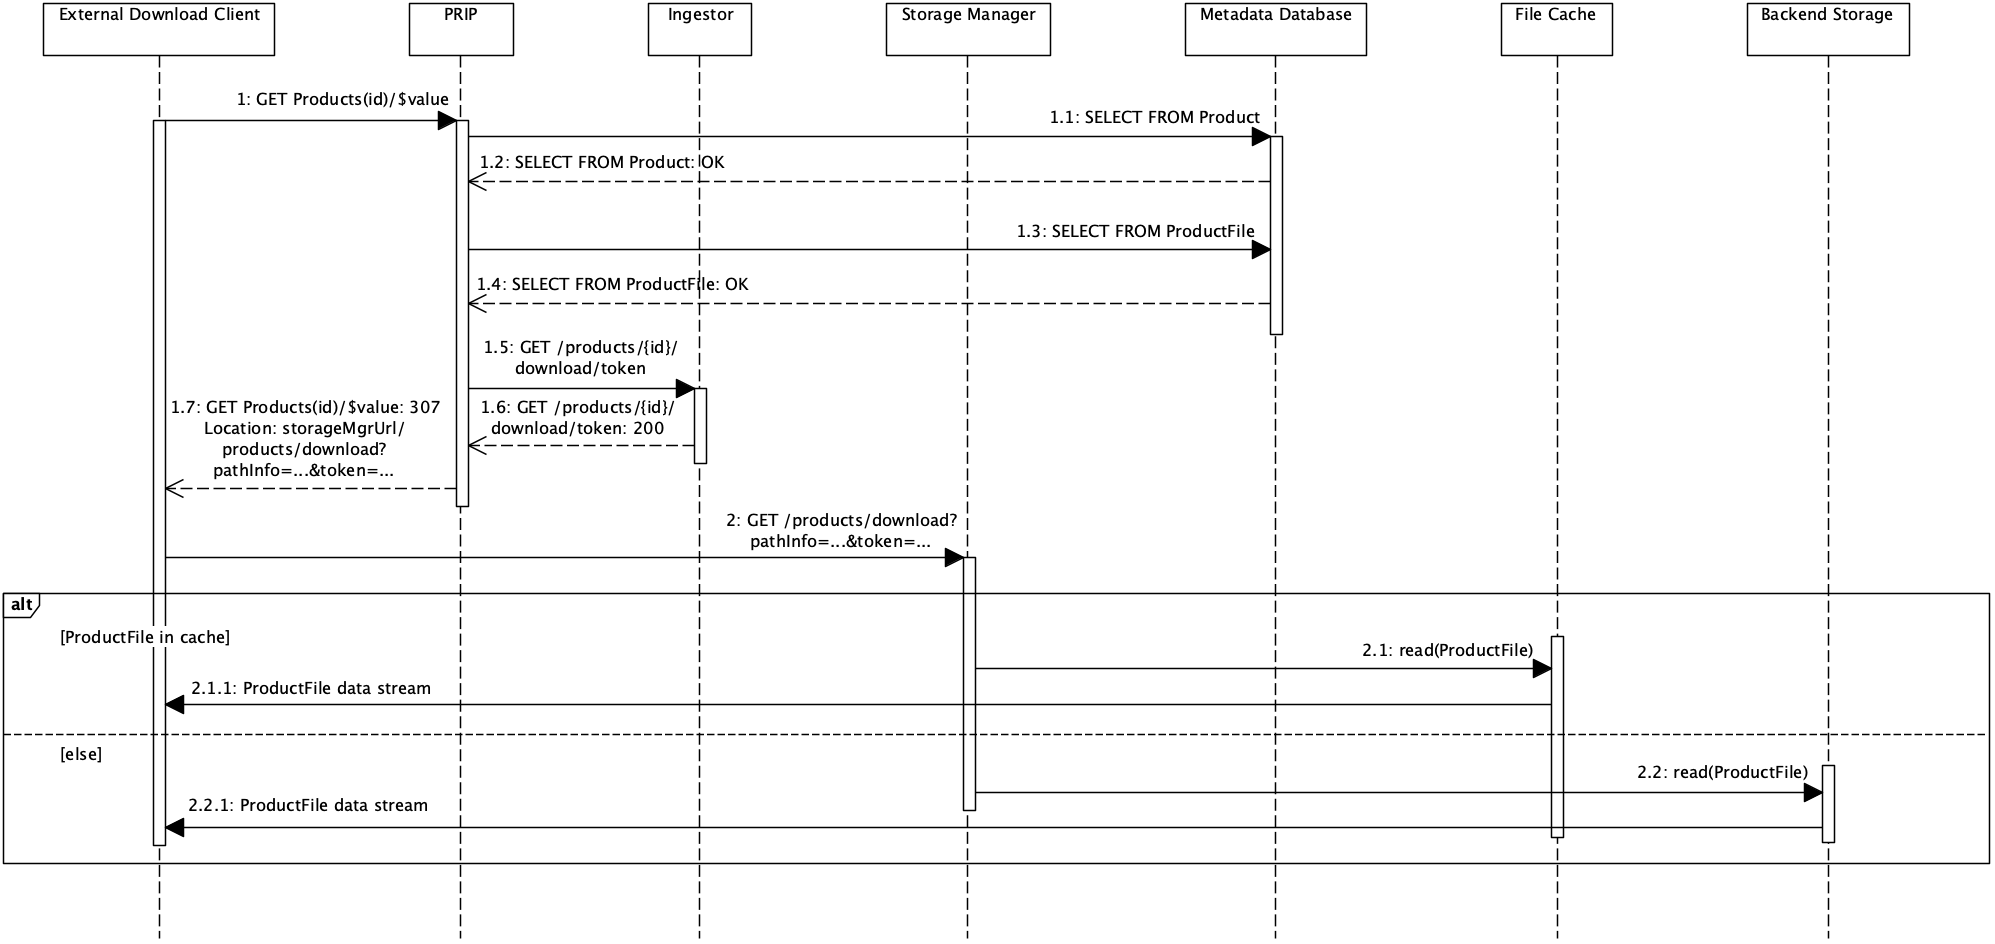 External Download Client
PRIP
Ingestor
Storage Manager
Metadata Database
File Cache
Backend Storage
1: GET Products(id)/$value
1.1: SELECT FROM Product
1.2: SELECT FROM Product: OK
1.3: SELECT FROM ProductFile
1.4: SELECT FROM ProductFile: OK
1.5: GET /products/{id}/
download/token
1.6: GET /products/{id}/
download/token: 200
1.7: GET Products(id)/$value: 307
Location: storageMgrUrl/
products/download?
pathInfo=...&token=...
2: GET /products/download?
pathInfo=...&token=...
alt
[ProductFile in cache]
2.1: read(ProductFile)
2.1.1: ProductFile data stream
[else]
2.2: read(ProductFile)
2.2.1: ProductFile data stream